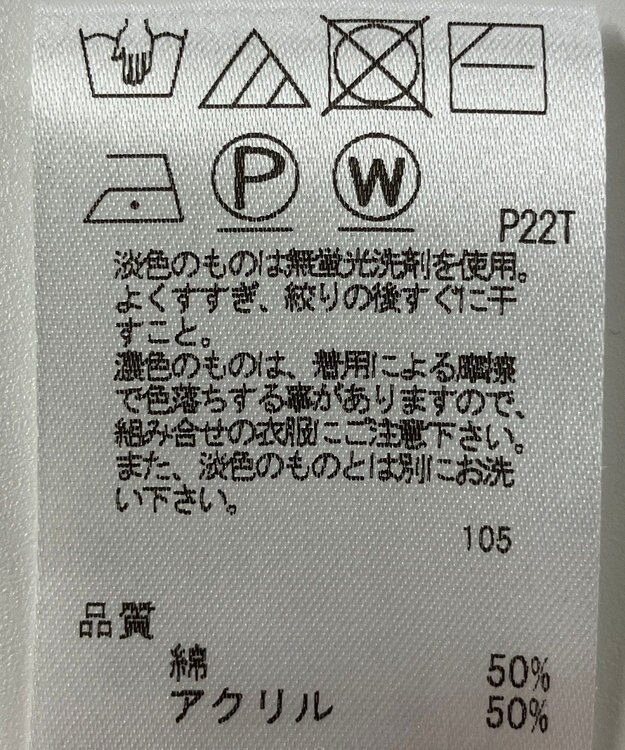 P
W
P22T
淡色のものは無蛍光洗剤を使用。
よくすすぎ、絞りの後すぐに干
すこと。
濃色のものは、着用による摩擦
で色落ちする事がありますので、
組み合せの衣服にご注意下さい。
また、淡色のものとは別にお洗
い下さい。
105
品質
綿 50%
アクリル 50%